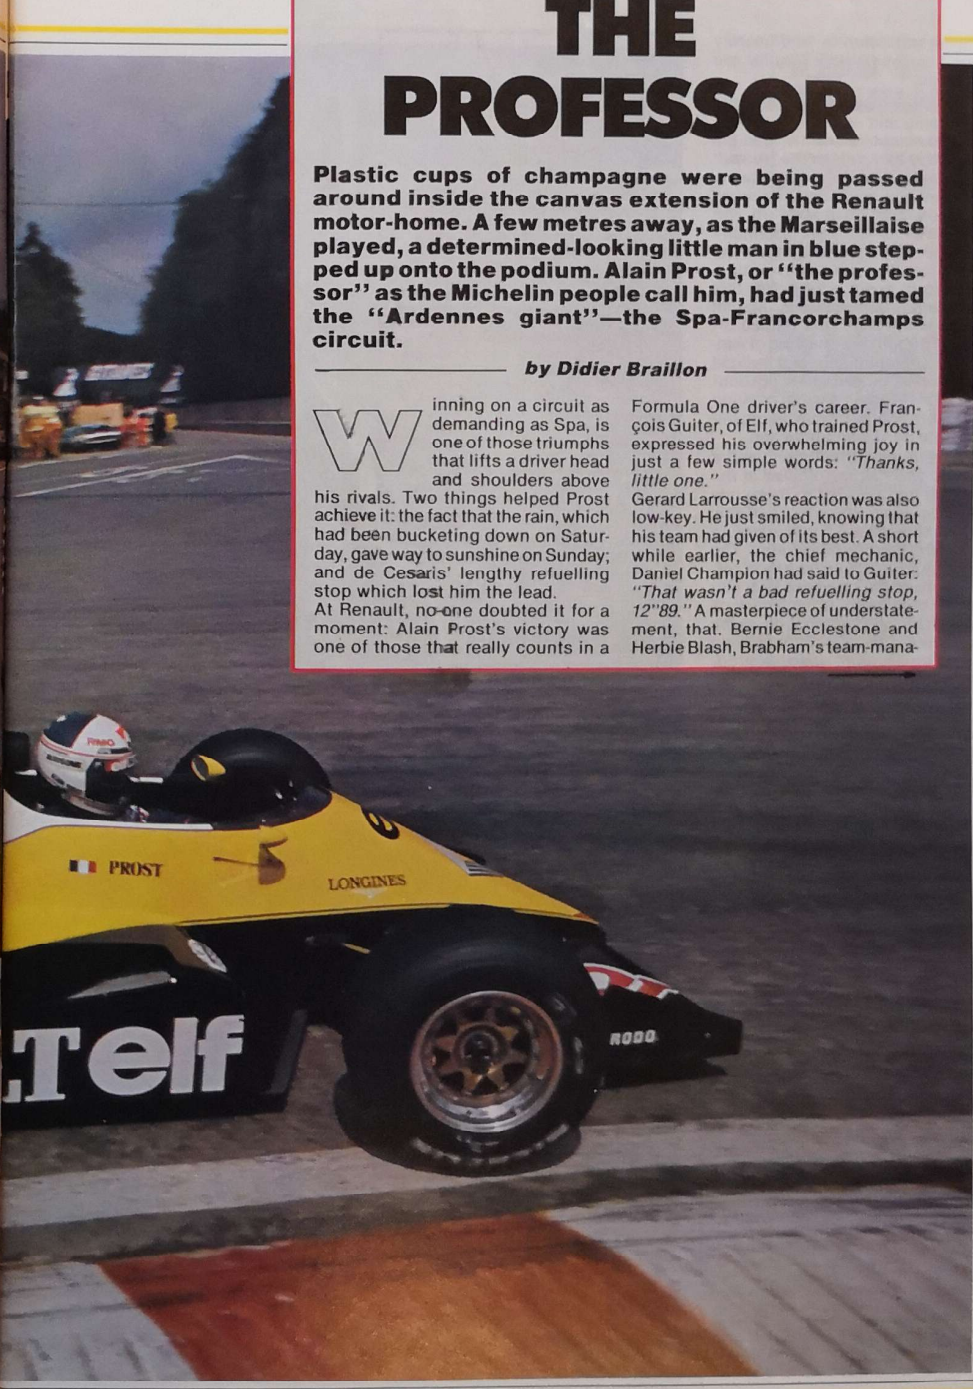 THE
PROFESSOR
Plastic cups of champagne were being passed
around inside the canvas extension of the Renault
motor-home. A few metres away, as the Marseillaise
played, a determined-looking little man in blue step-
ped up onto the podium. Alain Prost, or “the profes-
sor” as the Michelin people call him, had just tamed
the “Ardennes giant”—the Spa-Francorchamps
circuit.
by Didier Braillon
Winning on a circuit as
demanding as Spa, is
one of those triumphs
that lifts a driver head
and shoulders above
his rivals. Two things helped Prost
achieve it: the fact that the rain, which
had been bucketing down on Satur-
day, gave way to sunshine on Sunday;
and de Cesaris’ lengthy refuelling
stop which lost him the lead.
At Renault, no-one doubted it for a
moment: Alain Prost’s victory was
one of those that really counts in a
Formula One driver’s career. Fran-
çois Guiter, of Elf, who trained Prost,
expressed his overwhelming joy in
just a few simple words: “Thanks,
little one.”
Gerard Larrousse’s reaction was also
low-key. He just smiled, knowing that
his team had given of its best. A short
while earlier, the chief mechanic,
Daniel Champion had said to Guiter:
“That wasn’t a bad refuelling stop,
12"89.” A masterpiece of understate-
ment, that. Bernie Ecclestone and
Herbie Blash, Brabham’s team-mana-
PROST
LONGINES
LT elf
RODO